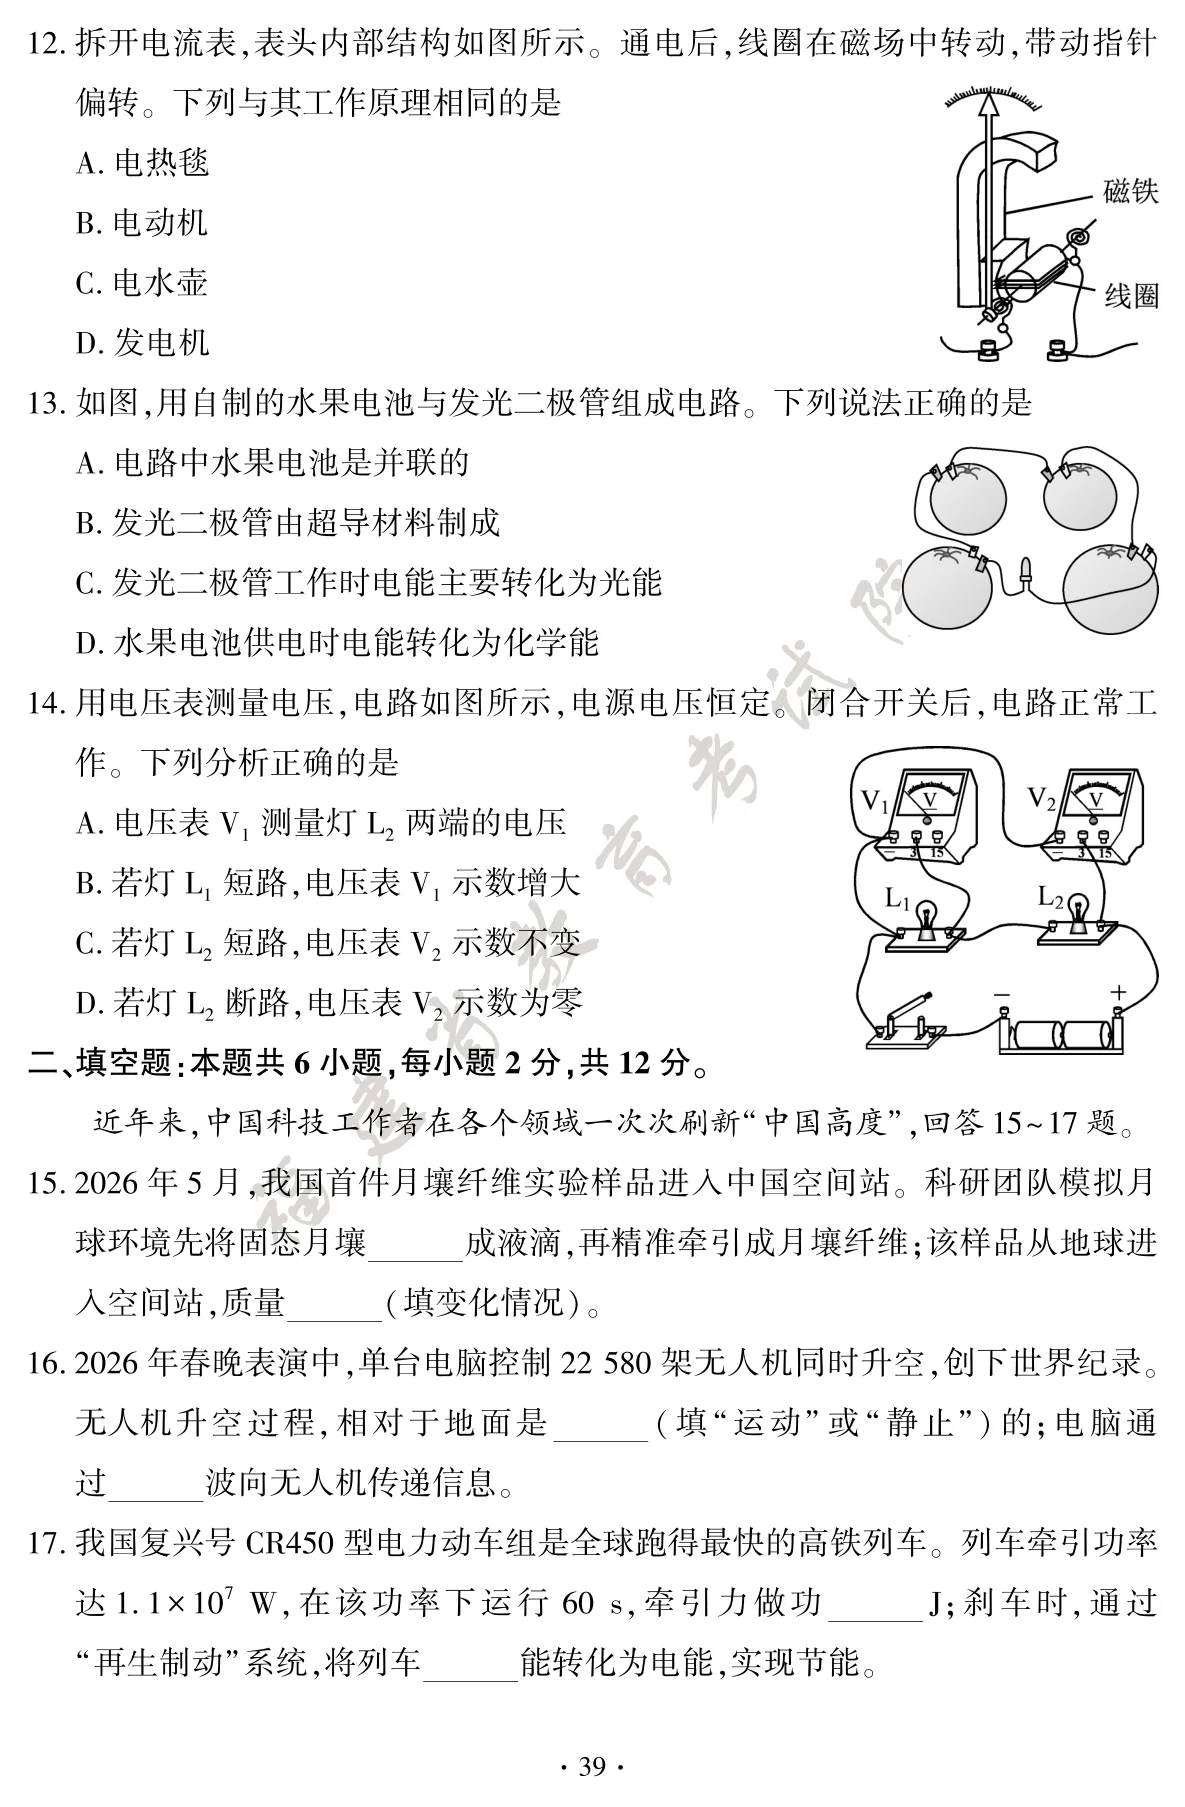 12. 拆开电流表,表头内部结构如图所示。通电后,线圈在磁场中转动,带动指针
偏转。下列与其工作原理相同的是
A. 电热毯
B. 电动机
C. 电水壶
D. 发电机
磁铁
线圈
13. 如图,用自制的水果电池与发光二极管组成电路。下列说法正确的是
A. 电路中水果电池是并联的
B. 发光二极管由超导材料制成
C. 发光二极管工作时电能主要转化为光能
D. 水果电池供电时电能转化为化学能
14. 用电压表测量电压,电路如图所示,电源电压恒定。闭合开关后,电路正常工
作。下列分析正确的是
A. 电压表 V₁ 测量灯 L₂ 两端的电压
B. 若灯 L₁ 短路,电压表 V₁ 示数增大
C. 若灯 L₂ 短路,电压表 V₂ 示数不变
D. 若灯 L₂ 断路,电压表 V₂ 示数为零
V₁ V V₂ V
− 3 15 − 3 15
L₁ L₂
− +
二、填空题:本题共 6 小题,每小题 2 分,共 12 分。
近年来,中国科技工作者在各个领域一次次刷新“中国高度”,回答 15~17 题。
15. 2026 年 5 月,我国首件月壤纤维实验样品进入中国空间站。科研团队模拟月
球环境先将固态月壤______成液滴,再精准牵引成月壤纤维;该样品从地球进
入空间站,质量______(填变化情况)。
16. 2026 年春晚表演中,单台电脑控制 22 580 架无人机同时升空,创下世界纪录。
无人机升空过程,相对于地面是______(填“运动”或“静止”)的;电脑通
过______波向无人机传递信息。
17. 我国复兴号 CR450 型电力动车组是全球跑得最快的高铁列车。列车牵引功率
达 1.1×10⁷ W,在该功率下运行 60 s,牵引力做功______J;刹车时,通过
“再生制动”系统,将列车______能转化为电能,实现节能。
· 39 ·
福建省教育考试院